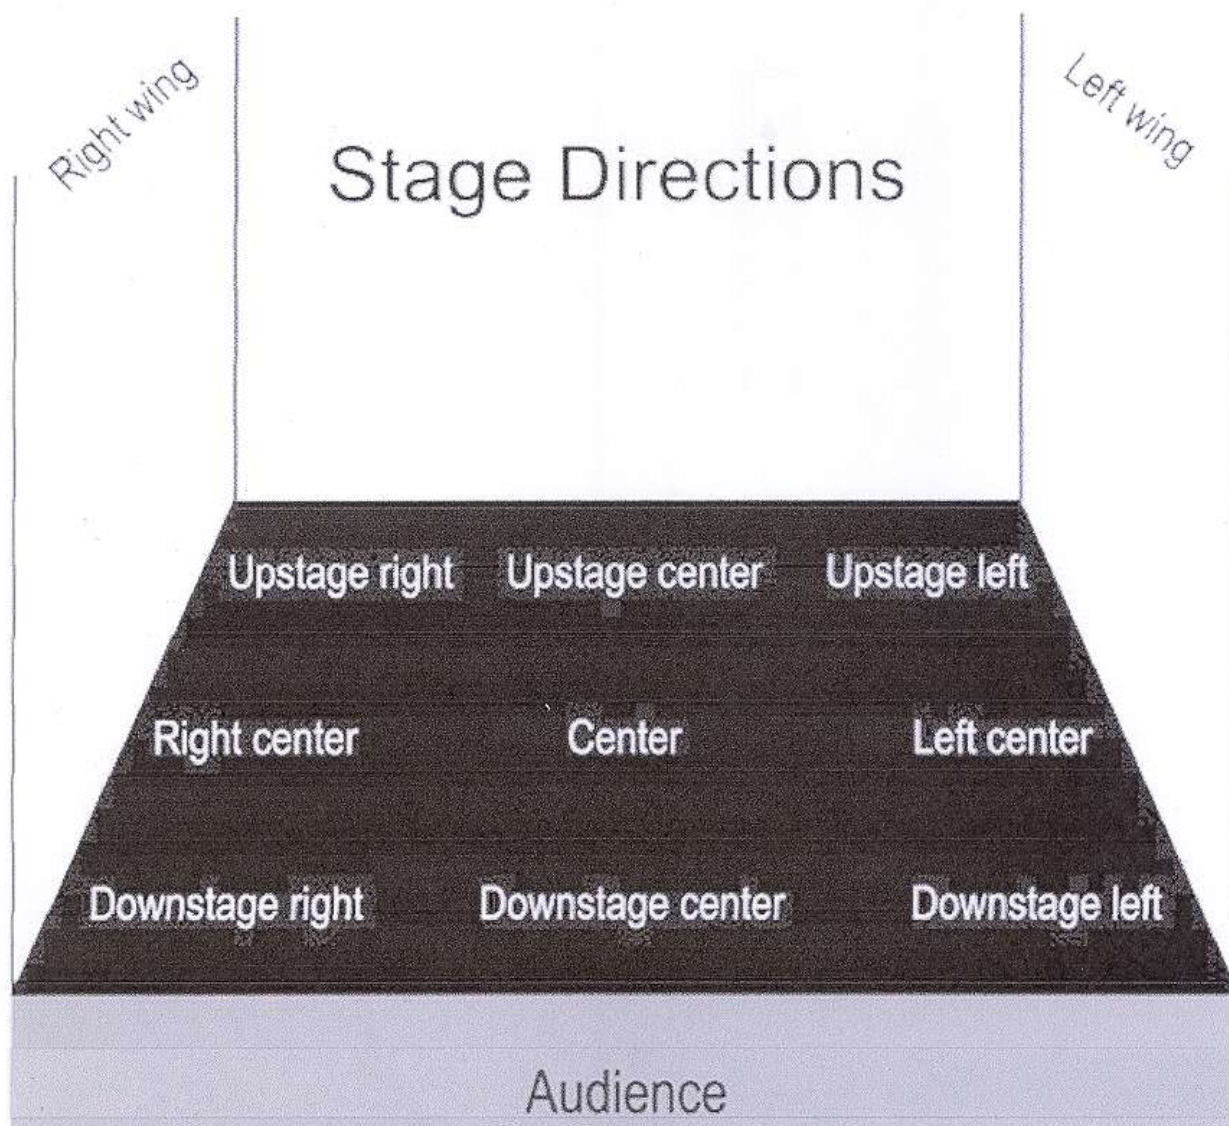 Right wing
Left wing
Stage Directions
Upstage right Upstage center Upstage left
Right center Center Left center
Downstage right Downstage center Downstage left
Audience